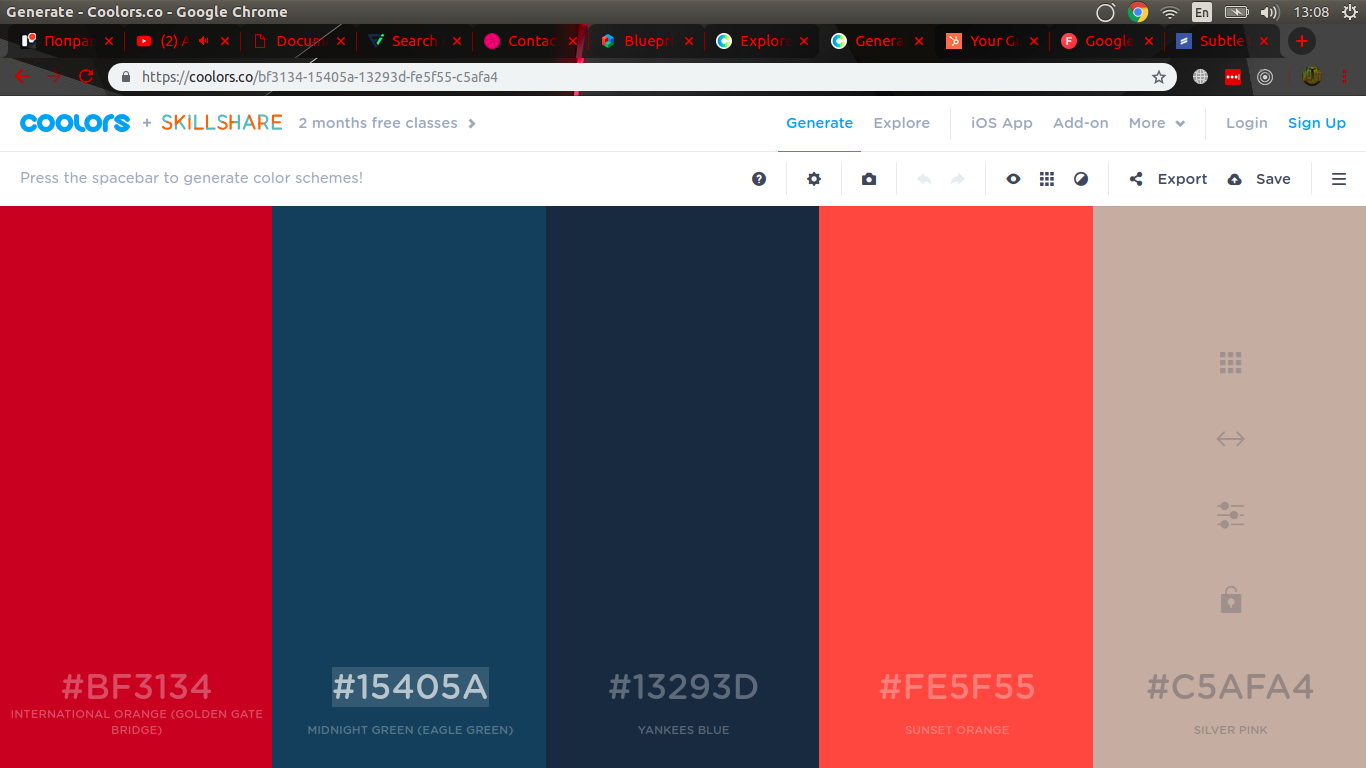 Generate - Coolors.co - Google Chrome
En
13:08
Попра
(2) A
Docum
Search
Contac
Bluepri
Explor
Genera
Your G
Google
Subtle
https://coolors.co/bf3134-15405a-13293d-fe5f55-c5afa4
coolors + SKILLSHARE 2 months free classes
Generate Explore iOS App Add-on More Login Sign Up
Press the spacebar to generate color schemes!
Export Save
#BF3134
INTERNATIONAL ORANGE (GOLDEN GATE
BRIDGE)
#15405A
MIDNIGHT GREEN (EAGLE GREEN)
#13293D
YANKEES BLUE
#FE5F55
SUNSET ORANGE
#C5AFA4
SILVER PINK